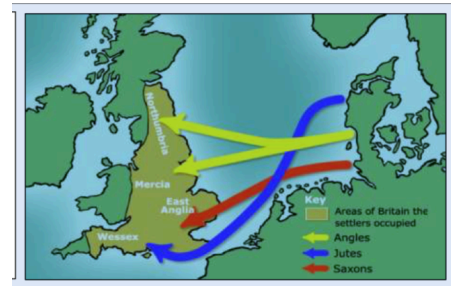 Northumbria
Mercia
East
Anglia
Wessex
Key
Areas of Britain the
settlers occupied
Angles
Jutes
Saxons